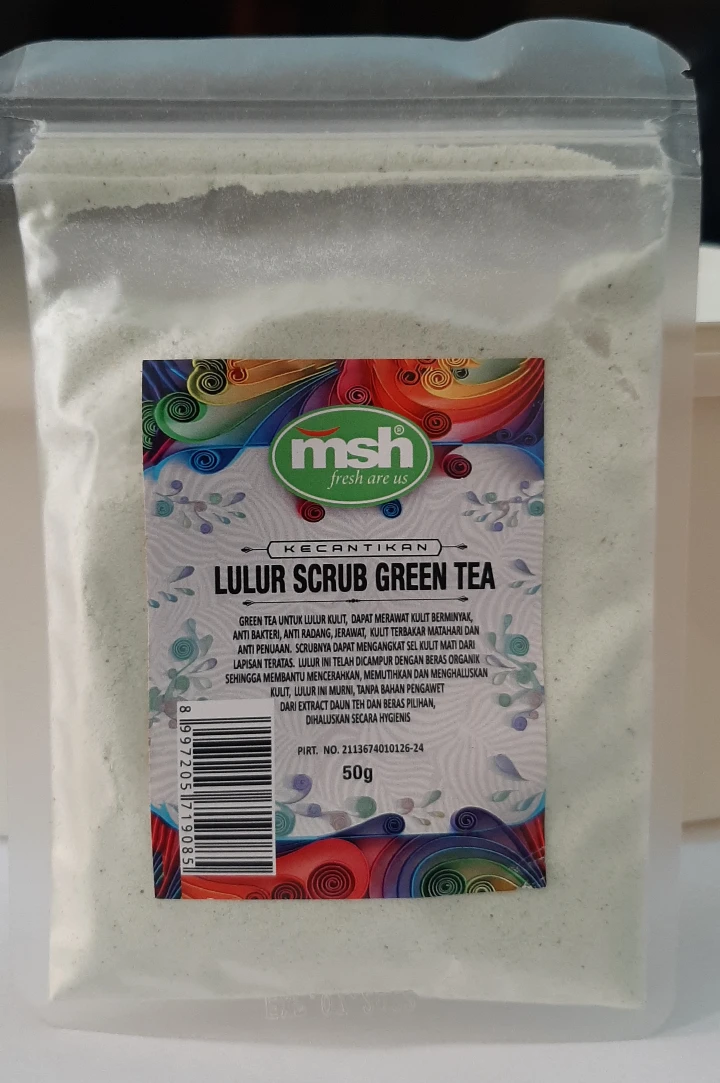 msh®
fresh are us
KECANTIKAN
LULUR SCRUB GREEN TEA
GREEN TEA UNTUK LULUR KULIT, DAPAT MERAWAT KULIT BERMINYAK,
ANTI BAKTERI, ANTI RADANG, JERAWAT, KULIT TERBAKAR MATAHARI DAN
ANTI PENUAAN. SCRUBNYA DAPAT MENGANGKAT SEL KULIT MATI DARI
LAPISAN TERATAS. LULUR INI TELAH DICAMPUR DENGAN BERAS ORGANIK
SEHINGGA MEMBANTU MENCERAHKAN, MEMUTIHKAN DAN MENGHALUSKAN
KULIT, LULUR INI MURNI, TANPA BAHAN PENGAWET
DARI EXTRACT DAUN TEH DAN BERAS PILIHAN,
DIHALUSKAN SECARA HYGIENIS
PIRT. NO. 2113674010126-24
50g
8 997205 719085